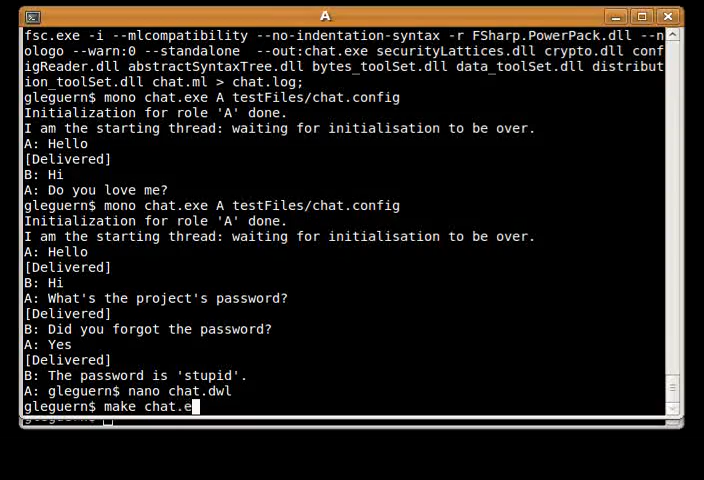 A
fsc.exe -i --mlcompatibility --no-indentation-syntax -r FSharp.PowerPack.dll --n
ologo --warn:0 --standalone  --out:chat.exe securityLattices.dll crypto.dll conf
igReader.dll abstractSyntaxTree.dll bytes_toolSet.dll data_toolSet.dll distribut
ion_toolSet.dll chat.ml > chat.log;
gleguern$ mono chat.exe A testFiles/chat.config
Initialization for role 'A' done.
I am the starting thread: waiting for initialisation to be over.
A: Hello
[Delivered]
B: Hi
A: Do you love me?
gleguern$ mono chat.exe A testFiles/chat.config
Initialization for role 'A' done.
I am the starting thread: waiting for initialisation to be over.
A: Hello
[Delivered]
B: Hi
A: What's the project's password?
[Delivered]
B: Did you forgot the password?
A: Yes
[Delivered]
B: The password is 'stupid'.
A: gleguern$ nano chat.dwl
gleguern$ make chat.e